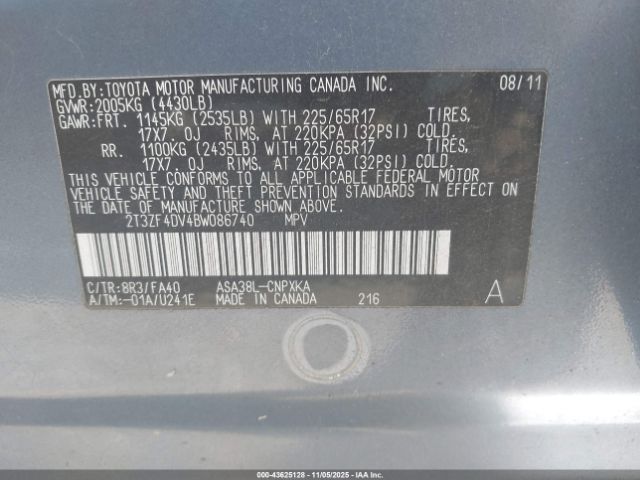 MFD.BY:TOYOTA MOTOR MANUFACTURING CANADA INC. 08/11
GVWR:2005KG (4430LB)
GAWR:FRT. 1145KG (2535LB) WITH 225/65R17 TIRES,
17X7.0J RIMS, AT 220KPA (32PSI) COLD.
RR. 1100KG (2435LB) WITH 225/65R17 TIRES,
17X7.0J RIMS, AT 220KPA (32PSI) COLD.
THIS VEHICLE CONFORMS TO ALL APPLICABLE FEDERAL MOTOR
VEHICLE SAFETY AND THEFT PREVENTION STANDARDS IN EFFECT
ON THE DATE OF MANUFACTURE SHOWN ABOVE.
2T3ZF4DV4BW086740 MPV
C/TR:8R3/FA40 ASA38L-CNPXKA
A/TM:-01A/U241E MADE IN CANADA 216 A
000-43625128 - 11/05/2025 - IAAI.COM